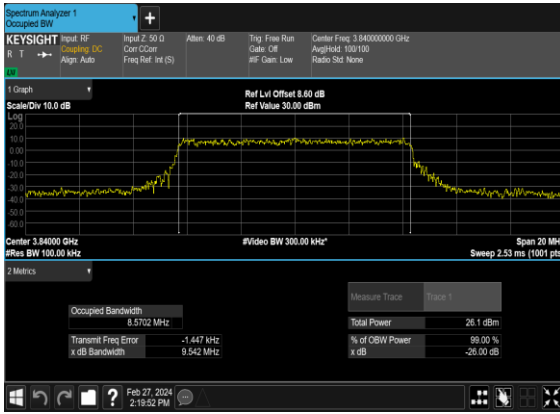 Spectrum Analyzer 1
Occupied BW
+
KEYSIGHT Input: RF Input Z: 50 Ω Atten: 40 dB Trig: Free Run Center Freq: 3.840000000 GHz
R T Coupling: DC Corr CCorr Gate: Off Avg|Hold: 100/100
Align: Auto Freq Ref: Int (S) #IF Gain: Low Radio Std: None
LW
1 Graph
Ref Lvl Offset 8.60 dB
Scale/Div 10.0 dB Ref Value 30.00 dBm
Log
20.0
10.0
0.00
-10.0
-20.0
-30.0
-40.0
-50.0
-60.0
Center 3.84000 GHz #Video BW 300.00 kHz* Span 20 MH
#Res BW 100.00 kHz Sweep 2.53 ms (1001 pts
2 Metrics
Measure Trace Trace 1
Occupied Bandwidth
8.5702 MHz Total Power 26.1 dBm
Transmit Freq Error -1.447 kHz % of OBW Power 99.00 %
x dB Bandwidth 9.542 MHz x dB -26.00 dB
? Feb 27, 2024
2:19:52 PM